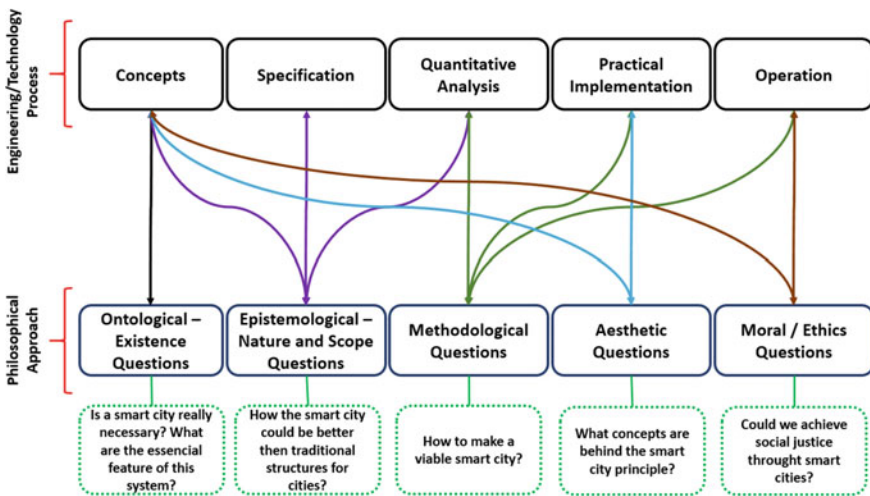 Engineering/Technology
Process
Concepts
Specification
Quantitative
Analysis
Practical
Implementation
Operation
Philosophical
Approach
Ontological –
Existence
Questions
Epistemological –
Nature and Scope
Questions
Methodological
Questions
Aesthetic
Questions
Moral / Ethics
Questions
Is a smart city really
necessary? What
are the essencial
feature of this
system?
How the smart city
could be better
then traditional
structures for
cities?
How to make a
viable smart city?
What concepts are
behind the smart
city principle?
Could we achieve
social justice
throught smart
cities?